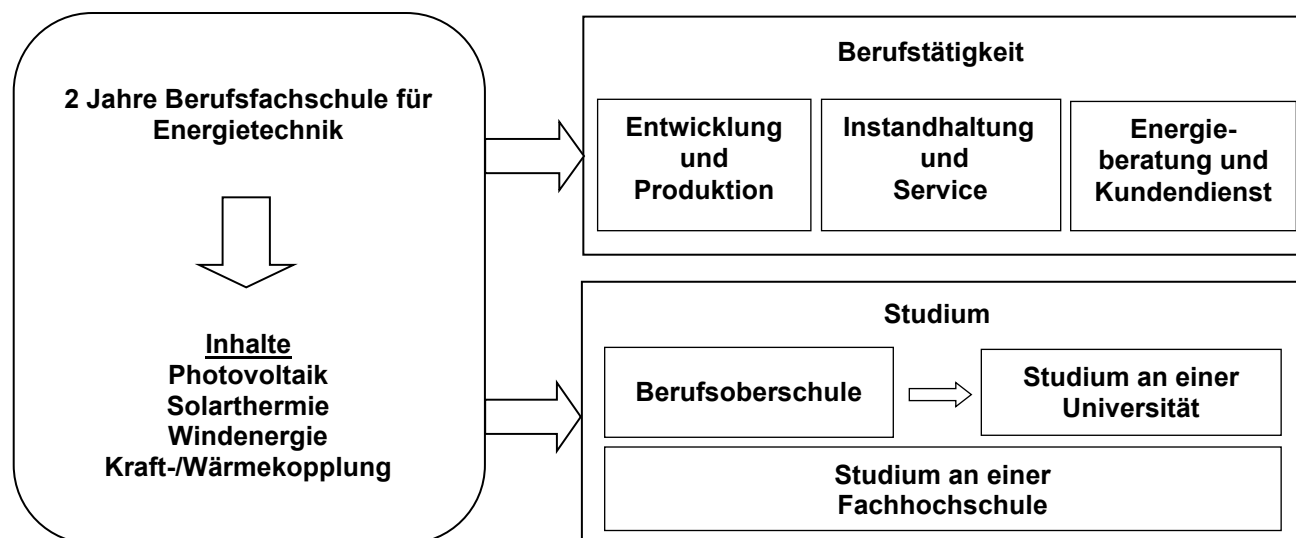 2 Jahre Berufsfachschule für
Energietechnik
Inhalte
Photovoltaik
Solarthermie
Windenergie
Kraft-/Wärmekopplung
Berufstätigkeit
Entwicklung
und
Produktion
Instandhaltung
und
Service
Energie-
beratung und
Kundendienst
Studium
Berufsoberschule
Studium an einer
Universität
Studium an einer
Fachhochschule